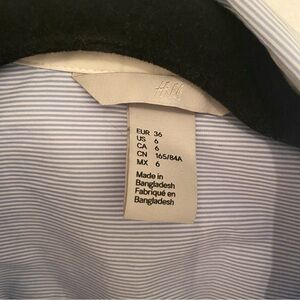 H&M
EUR 36
US 6
CA 6
CN 165/84A
MX 6
Made in
Bangladesh
Fabriqué en
Bangladesh